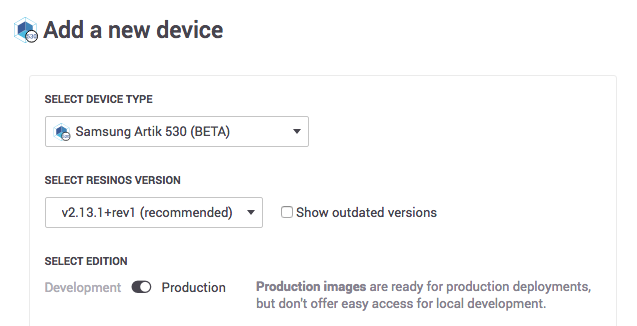 Add a new device
SELECT DEVICE TYPE
Samsung Artik 530 (BETA)
SELECT RESINOS VERSION
v2.13.1+rev1 (recommended)
Show outdated versions
SELECT EDITION
Development Production
Production images are ready for production deployments,
but don't offer easy access for local development.